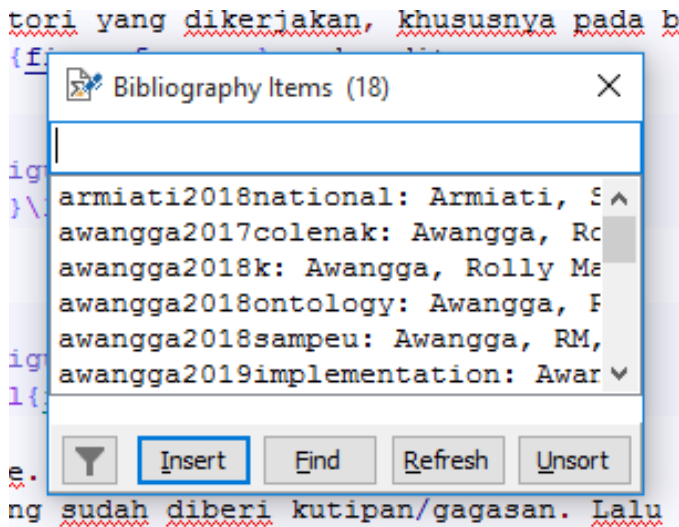 tori yang dikerjakan, khususnya pada b
Bibliography Items (18)
armiati2018national: Armiati, S
awangga2017colenak: Awangga, Ro
awangga2018k: Awangga, Rolly Ma
awangga2018ontology: Awangga, R
awangga2018sampeu: Awangga, RM,
awangga2019implementation: Awan
Insert Find Refresh Unsort
e.
ng sudah diberi kutipan/gagasan. Lalu